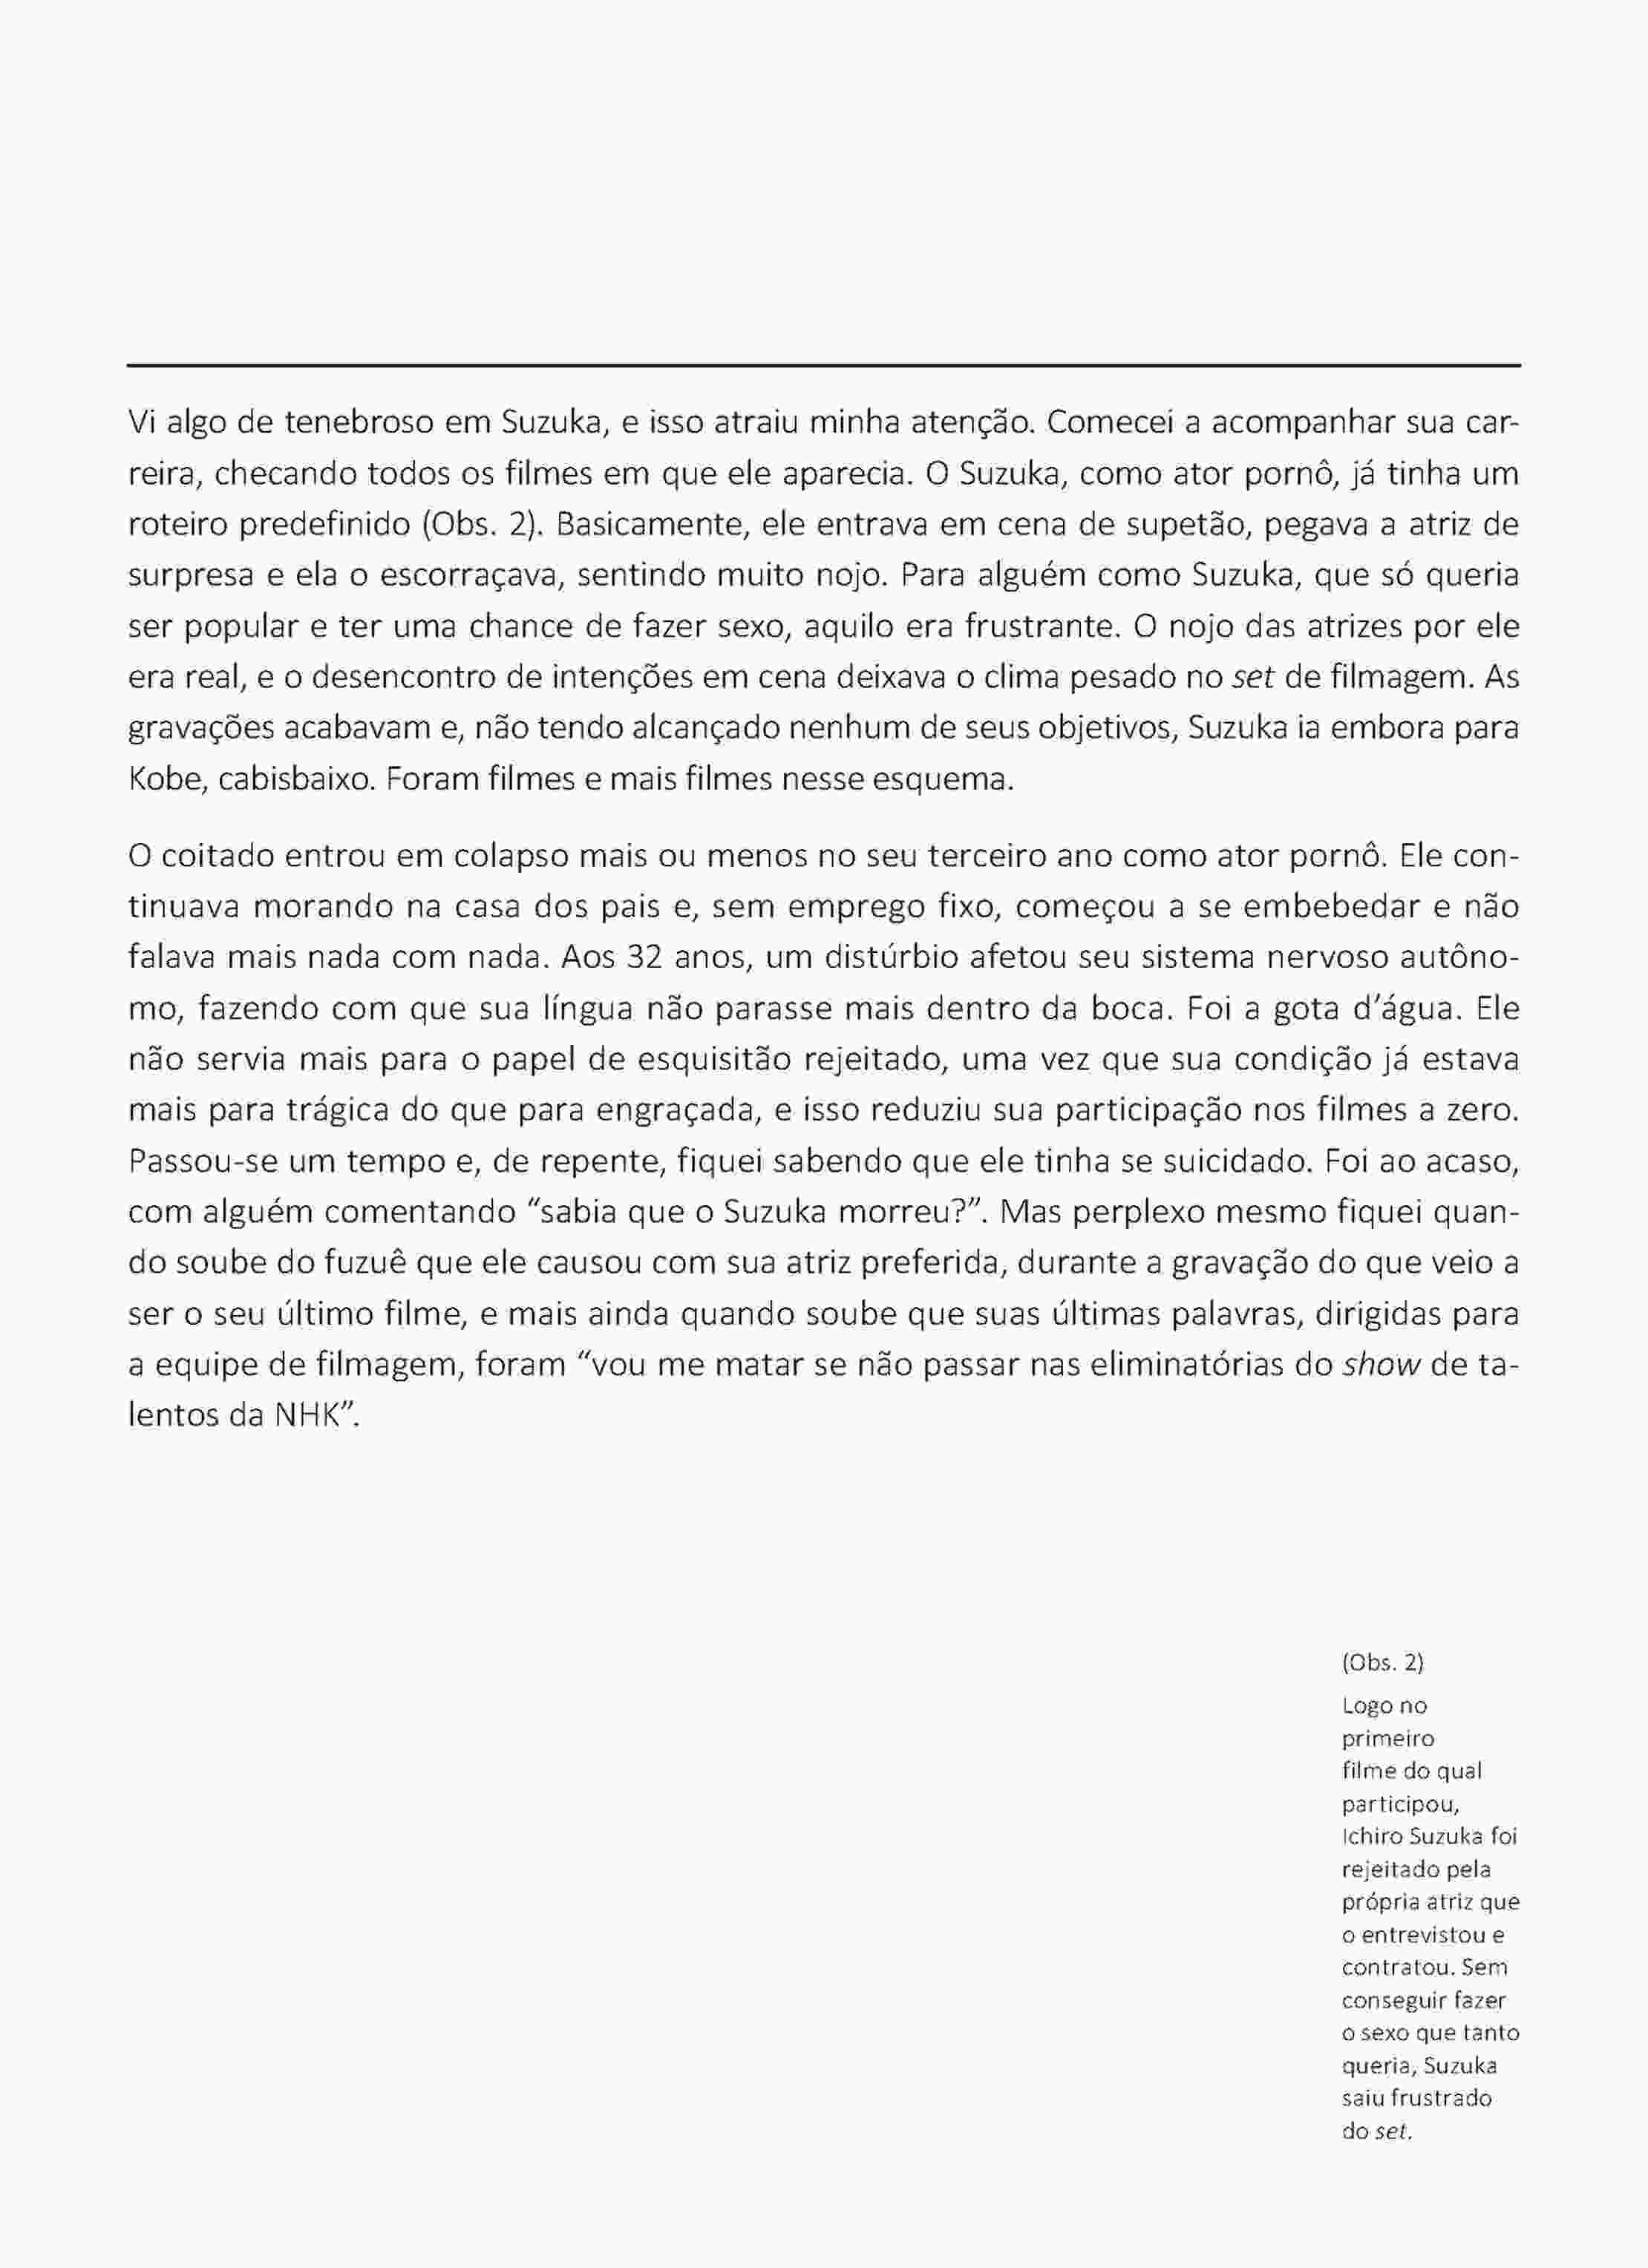 Vi algo de tenebroso em Suzuka, e isso atraiu minha atenção. Comecei a acompanhar sua car-
reira, checando todos os filmes em que ele aparecia. O Suzuka, como ator pornô, já tinha um
roteiro predefinido (Obs. 2). Basicamente, ele entrava em cena de supetão, pegava a atriz de
surpresa e ela o escorraçava, sentindo muito nojo. Para alguém como Suzuka, que só queria
ser popular e ter uma chance de fazer sexo, aquilo era frustrante. O nojo das atrizes por ele
era real, e o desencontro de intenções em cena deixava o clima pesado no set de filmagem. As
gravações acabavam e, não tendo alcançado nenhum de seus objetivos, Suzuka ia embora para
Kobe, cabisbaixo. Foram filmes e mais filmes nesse esquema.
O coitado entrou em colapso mais ou menos no seu terceiro ano como ator pornô. Ele con-
tinuava morando na casa dos pais e, sem emprego fixo, começou a se embebedar e não
falava mais nada com nada. Aos 32 anos, um distúrbio afetou seu sistema nervoso autôno-
mo, fazendo com que sua língua não parasse mais dentro da boca. Foi a gota d'água. Ele
não servia mais para o papel de esquisitão rejeitado, uma vez que sua condição já estava
mais para trágica do que para engraçada, e isso reduziu sua participação nos filmes a zero.
Passou-se um tempo e, de repente, fiquei sabendo que ele tinha se suicidado. Foi ao acaso,
com alguém comentando “sabia que o Suzuka morreu?”. Mas perplexo mesmo fiquei quan-
do soube do fuzuê que ele causou com sua atriz preferida, durante a gravação do que veio a
ser o seu último filme, e mais ainda quando soube que suas últimas palavras, dirigidas para
a equipe de filmagem, foram “vou me matar se não passar nas eliminatórias do show de ta-
lentos da NHK”.
(Obs. 2)
Logo no
primeiro
filme do qual
participou,
Ichiro Suzuka foi
rejeitado pela
própria atriz que
o entrevistou e
contratou. Sem
conseguir fazer
o sexo que tanto
queria, Suzuka
saiu frustrado
do set.